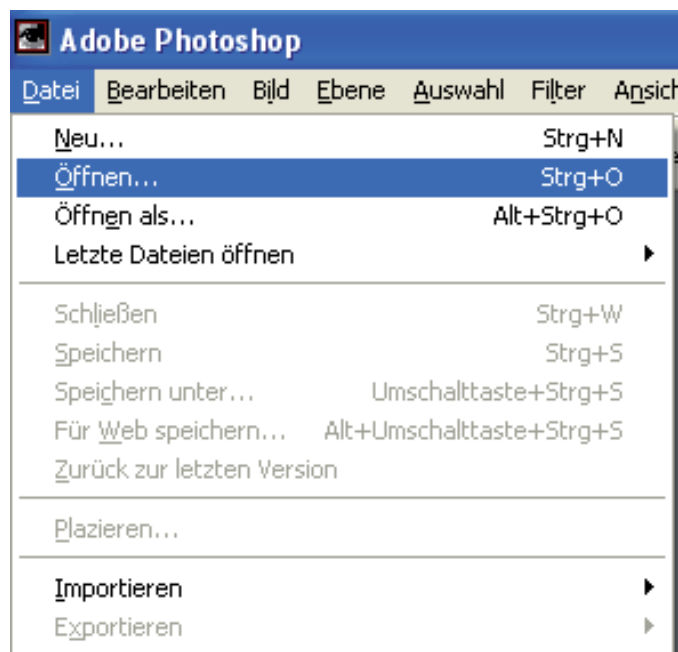 Adobe Photoshop
Datei Bearbeiten Bild Ebene Auswahl Filter Ansich
Neu... Strg+N
Öffnen... Strg+O
Öffnen als... Alt+Strg+O
Letzte Dateien öffnen
Schließen Strg+W
Speichern Strg+S
Speichern unter... Umschalttaste+Strg+S
Für Web speichern... Alt+Umschalttaste+Strg+S
Zurück zur letzten Version
Plazieren...
Importieren
Exportieren